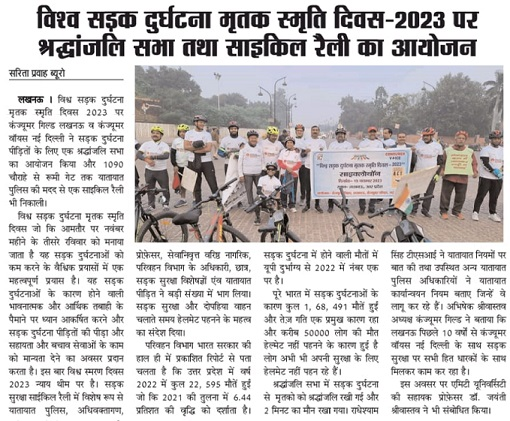 विश्व सड़क दुर्घटना मृतक स्मृति दिवस-2023 पर
श्रद्धांजलि सभा तथा साइकिल रैली का आयोजन
सरिता प्रवाह ब्यूरो
लखनऊ । विश्व सड़क दुर्घटना
मृतक स्मृति दिवस 2023 पर
कंज्यूमर गिल्ड लखनऊ व कंज्यूमर
वॉयस नई दिल्ली ने सड़क दुर्घटना
पीड़ितों के लिए एक श्रद्धांजलि सभा
का आयोजन किया और 1090
चौराहे से रूमी गेट तक यातायात
पुलिस की मदद से एक साइकिल रैली
भी निकाली।
विश्व सड़क दुर्घटना मृतक स्मृति
दिवस जो कि आमतौर पर नवंबर
महीने के तीसरे रविवार को मनाया
जाता है यह सड़क दुर्घटनाओं को
कम करने के वैश्विक प्रयासों में एक
महत्वपूर्ण प्रयास है। यह सड़क
दुर्घटनाओं के कारण होने वाली
भावनात्मक और आर्थिक तबाही के
पैमाने पर ध्यान आकर्षित करने और
सड़क दुर्घटना पीड़ितों की पीड़ा और
सहायता और बचाव सेवाओं के काम
को मान्यता देने का अवसर प्रदान
करता है। इस बार विश्व स्मरण दिवस
2023 न्याय थीम पर है। सड़क
सुरक्षा साईकिल रैली में विशेष रूप से
यातायात पुलिस, अधिवक्तागण,
प्रोफ़ेसर, सेवानिवृत्त वरिष्ठ नागरिक,
परिवहन विभाग के अधिकारी, छात्र,
सड़क सुरक्षा विशेषज्ञों एंव यातायात
पीड़ित ने बड़ी संख्या में भाग लिया।
सड़क सुरक्षा और दोपहिया वाहन
चलाते समय हेलमेट पहनने के महत्व
का संदेश दिया।
परिवहन विभाग भारत सरकार की
हाल ही में प्रकाशित रिपोर्ट से पता
चलता है कि उत्तर प्रदेश में वर्ष
2022 में कुल 22, 595 मौतें हुईं
जो कि 2021 की तुलना में 6.44
प्रतिशत की वृद्धि को दर्शाता है।
सड़क दुर्घटना में होने वाली मौतों में
यूपी दुर्भाग्य से 2022 में नंबर एक
पर है।
पूरे भारत में सड़क दुर्घटनाओं के
कारण कुल 1, 68, 491 मौतें हुईं
और तेज़ गति एक प्रमुख कारण रहा
और करीब 50000 लोग की मौत
हेल्मेट नहीं पहनने के कारण हुई है
लोग अभी भी अपनी सुरक्षा के लिए
हेलमेट नहीं पहन रहे हैं।
श्रद्धांजलि सभा में सड़क दुर्घटना
से मृतको को श्रद्धांजलि रखी गई और
2 मिनट का मौन रखा गया। राधेश्याम
सिंह टीएसआई ने यातायात नियमों पर
बात की तथा उपस्थित अन्य यातायात
पुलिस अधिकारियों ने यातायात
कार्यान्वयन नियम बताए जिन्हें वे
लागू कर रहे हैं। अभिषेक श्रीवास्तव
अध्यक्ष कंज्यूमर गिल्ड ने बताया कि
लखनऊ पिछले 10 वर्षों से कंज्यूमर
वॉयस नई दिल्ली के साथ सड़क
सुरक्षा पर सभी हित धारकों के साथ
मिलकर काम कर रहा है।
इस अवसर पर एमिटी यूनिवर्सिटी
की सहायक प्रोफ़ेसर डॉ. जयंती
श्रीवास्तव ने भी संबोधित किया।